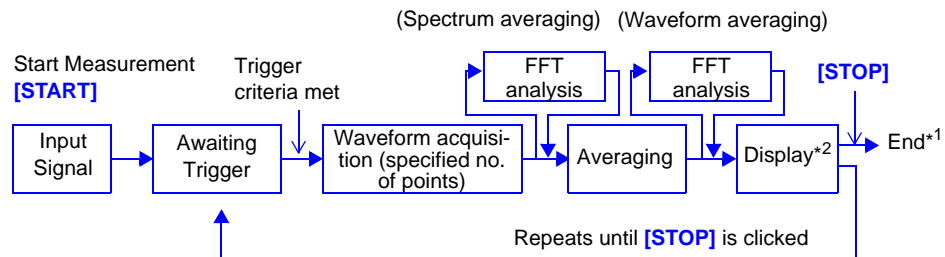 (Spectrum averaging)
(Waveform averaging)
Start Measurement
[START]
Trigger
criteria met
FFT
analysis
FFT
analysis
[STOP]
Input
Signal
Awaiting
Trigger
Waveform acquisi-
tion (specified no.
of points)
Averaging
Display*2
End*1
Repeats until [STOP] is clicked